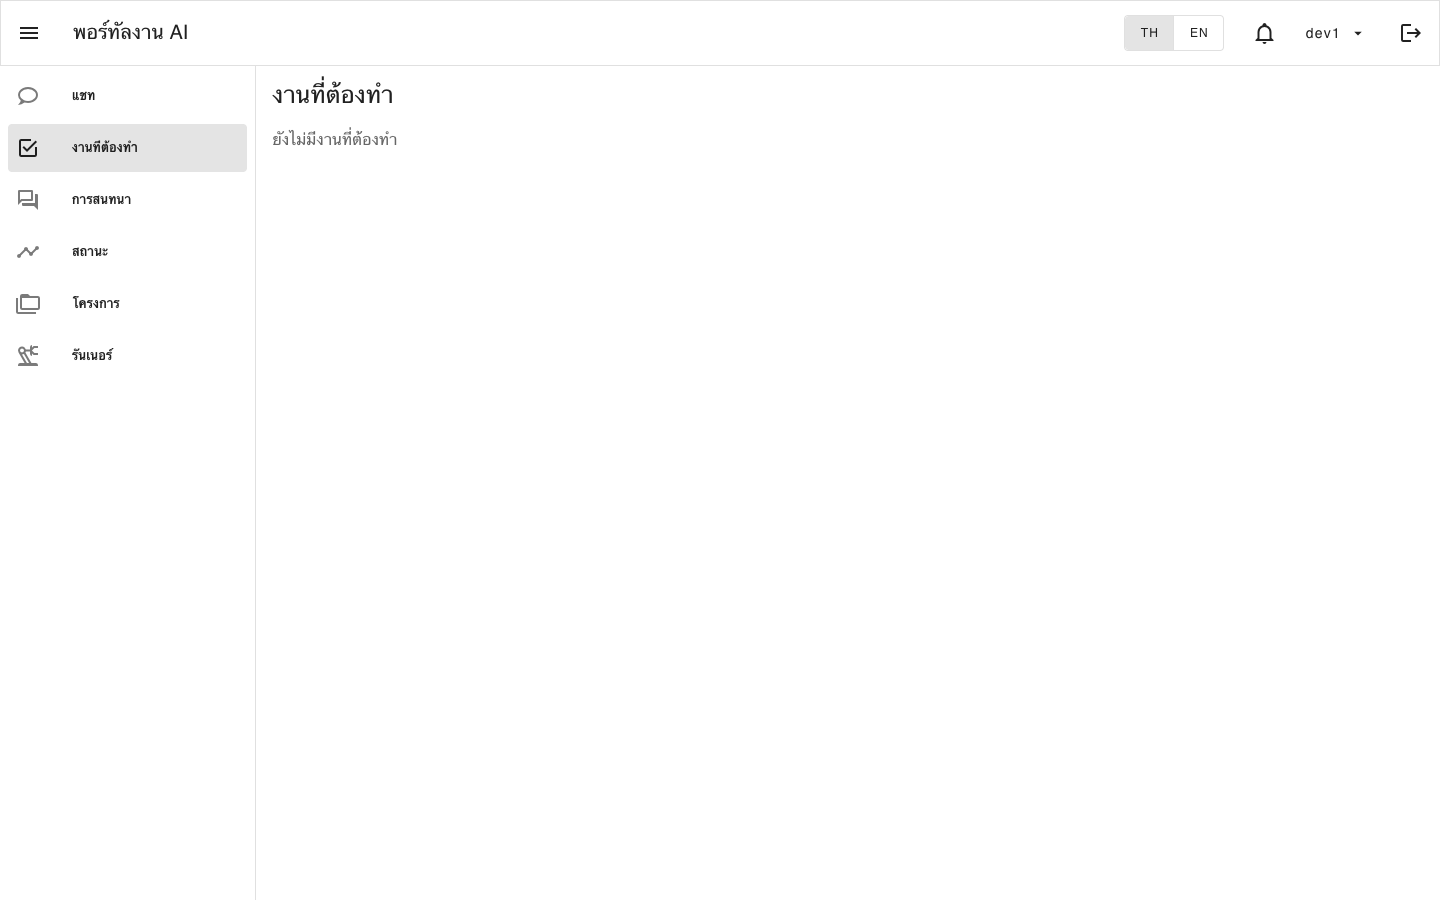 พอร์ทัลงาน AI
TH
EN
dev1
แชท
งานที่ต้องทำ
การสนทนา
สถานะ
โครงการ
รันเนอร์
งานที่ต้องทำ
ยังไม่มีงานที่ต้องทำ